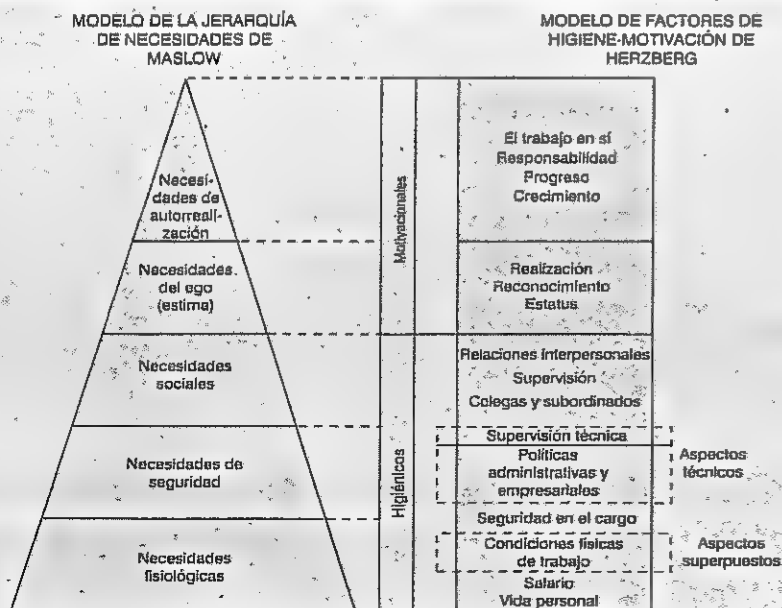 MODELO DE LA JERARQUÍA
DE NECESIDADES DE
MASLOW
MODELO DE FACTORES DE
HIGIENE-MOTIVACIÓN DE
HERZBERG
Necesi-
dades de
autorreali-
zación
Necesidades
del ego
(estima)
Necesidades
sociales
Necesidades de
seguridad
Necesidades
fisiológicas
Motivacionales
Higiénicos
El trabajo en sí
Responsabilidad
Progreso
Crecimiento
Realización
Reconocimiento
Estatus
Relaciones interpersonales
Supervisión
Colegas y subordinados
Supervisión técnica
Políticas
administrativas y
empresariales
Seguridad en el cargo
Condiciones físicas
de trabajo
Salario
Vida personal
Aspectos
técnicos
Aspectos
superpuestos